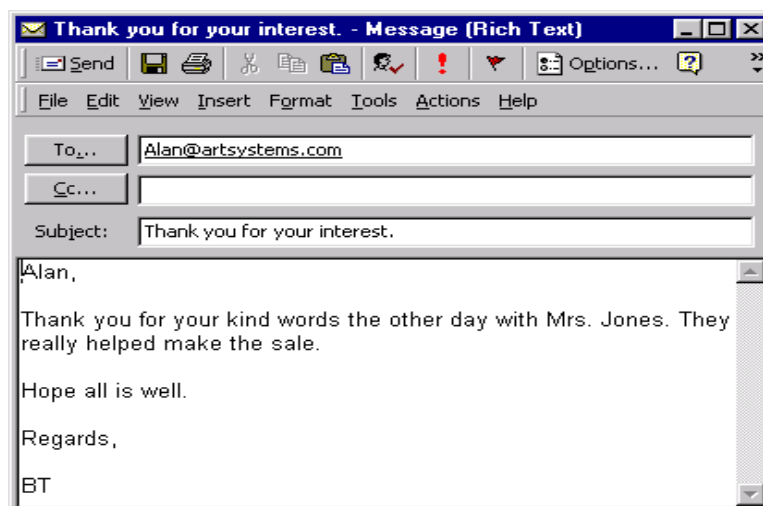 Thank you for your interest. - Message (Rich Text)
Send Options...
File Edit View Insert Format Tools Actions Help
To... Alan@artsystems.com
Cc...
Subject: Thank you for your interest.
Alan,
Thank you for your kind words the other day with Mrs. Jones. They
really helped make the sale.
Hope all is well.
Regards,
BT